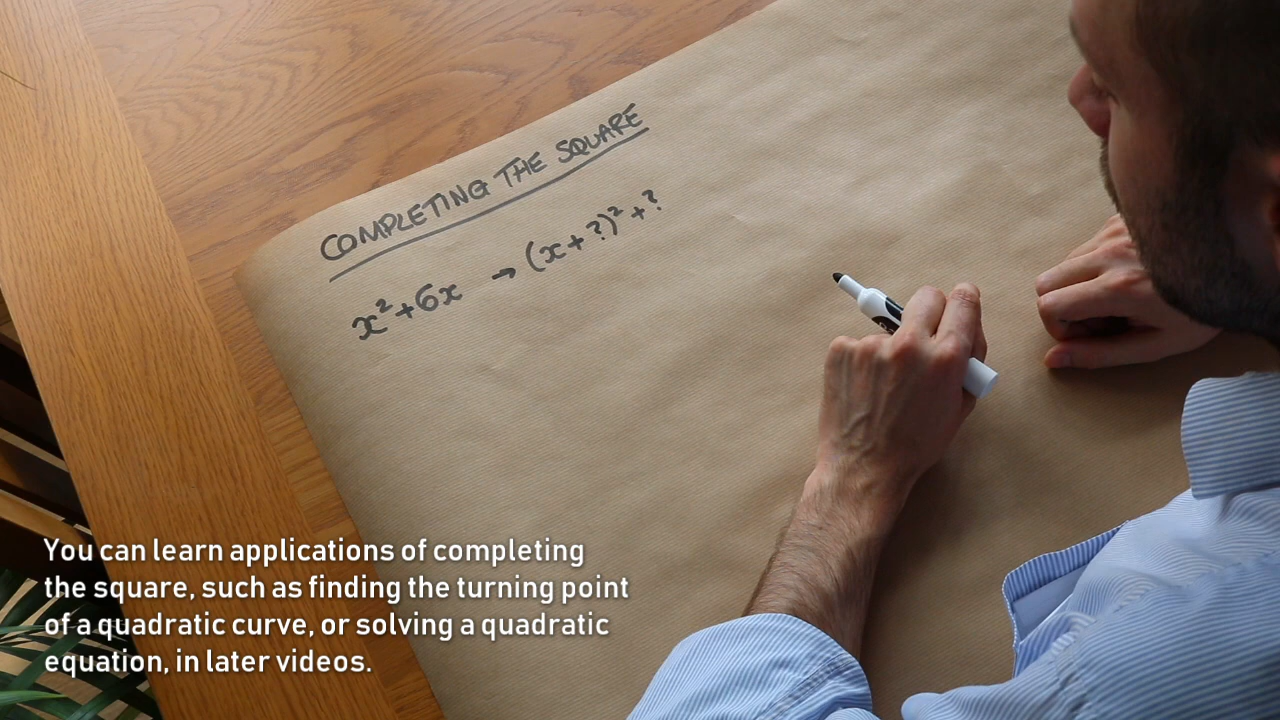 COMPLETING THE SQUARE
x²+6x → (x+?)²+?
You can learn applications of completing
the square, such as finding the turning point
of a quadratic curve, or solving a quadratic
equation, in later videos.